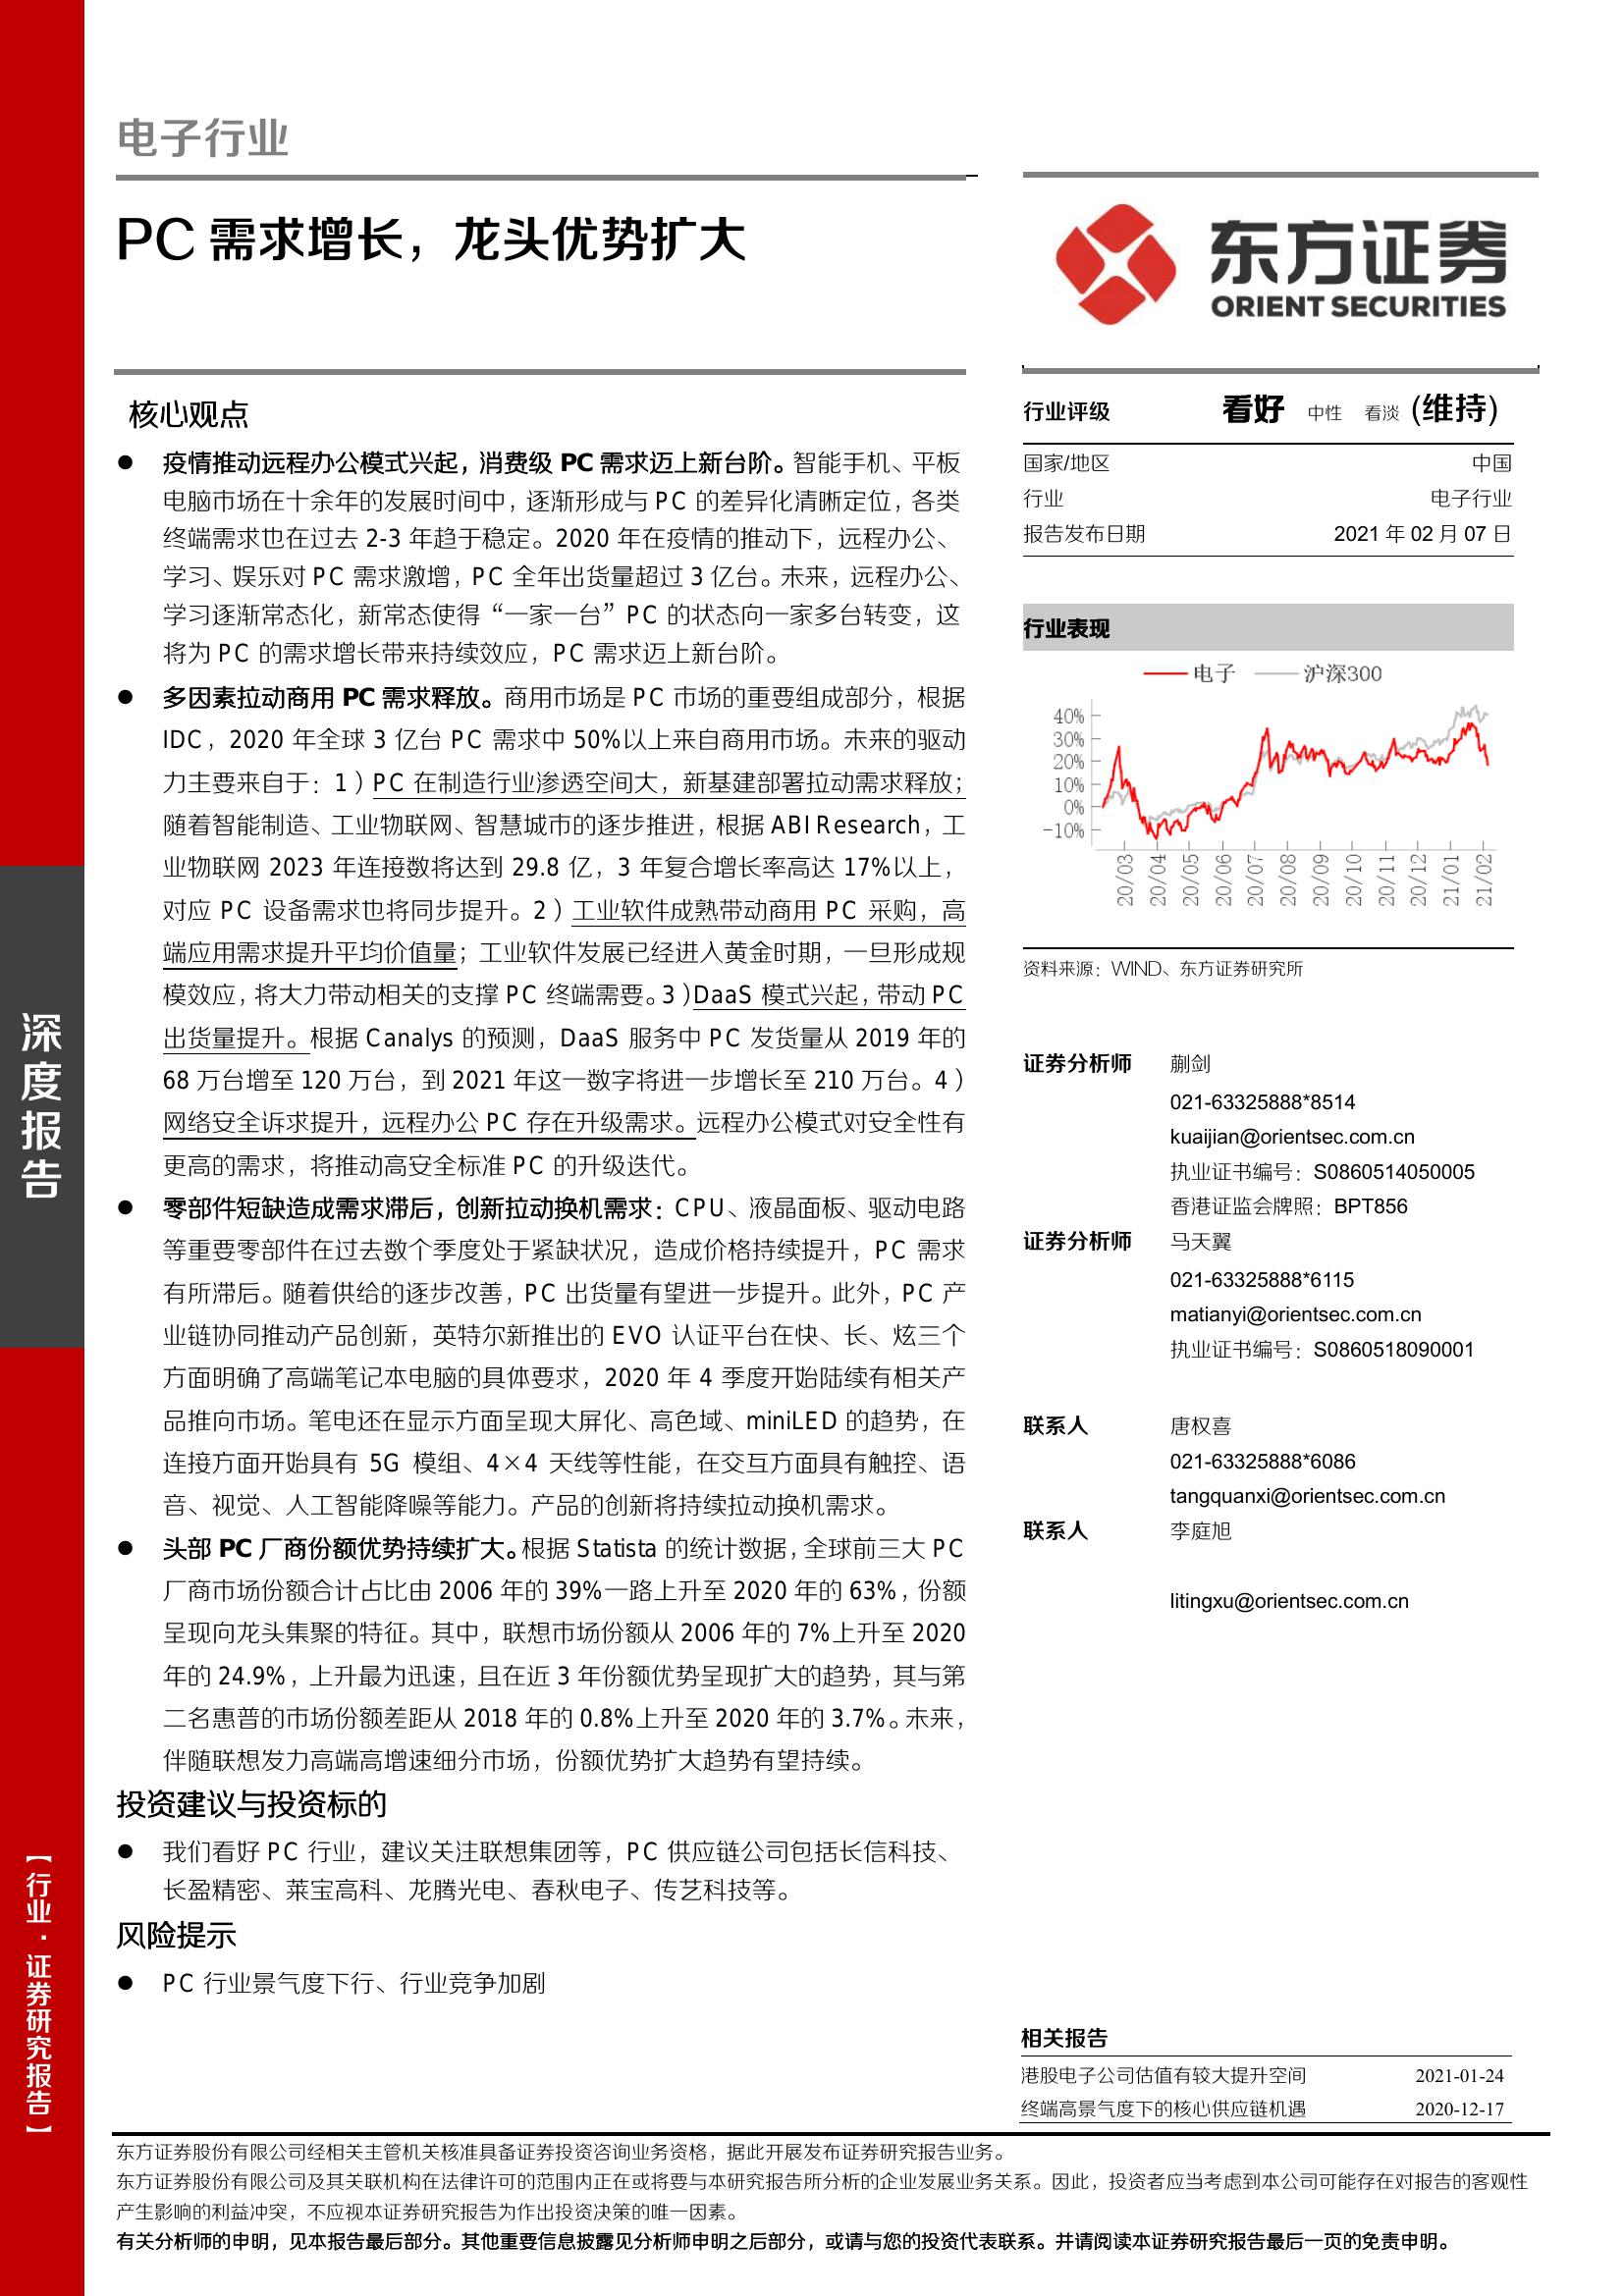 电子行业
PC 需求增长，龙头优势扩大
东方证券
ORIENT SECURITIES
核心观点
● 疫情推动远程办公模式兴起，消费级 PC 需求迈上新台阶。智能手机、平板
电脑市场在十余年的发展时间中，逐渐形成与 PC 的差异化清晰定位，各类
终端需求也在过去 2-3 年趋于稳定。2020 年在疫情的推动下，远程办公、
学习、娱乐对 PC 需求激增，PC 全年出货量超过 3 亿台。未来，远程办公、
学习逐渐常态化，新常态使得“一家一台”PC 的状态向一家多台转变，这
将为 PC 的需求增长带来持续效应，PC 需求迈上新台阶。
● 多因素拉动商用 PC 需求释放。商用市场是 PC 市场的重要组成部分，根据
IDC，2020 年全球 3 亿台 PC 需求中 50%以上来自商用市场。未来的驱动
力主要来自于：1）PC 在制造行业渗透空间大，新基建部署拉动需求释放；
随着智能制造、工业物联网、智慧城市的逐步推进，根据 ABI Research，工
业物联网 2023 年连接数将达到 29.8 亿，3 年复合增长率高达 17%以上，
对应 PC 设备需求也将同步提升。2）工业软件成熟带动商用 PC 采购，高
端应用需求提升平均价值量；工业软件发展已经进入黄金时期，一旦形成规
模效应，将大力带动相关的支撑 PC 终端需要。3）DaaS 模式兴起，带动 PC
出货量提升。根据 Canalys 的预测，DaaS 服务中 PC 发货量从 2019 年的
68 万台增至 120 万台，到 2021 年这一数字将进一步增长至 210 万台。4）
网络安全诉求提升，远程办公 PC 存在升级需求。远程办公模式对安全性有
更高的需求，将推动高安全标准 PC 的升级迭代。
● 零部件短缺造成需求滞后，创新拉动换机需求：CPU、液晶面板、驱动电路
等重要零部件在过去数个季度处于紧缺状况，造成价格持续提升，PC 需求
有所滞后。随着供给的逐步改善，PC 出货量有望进一步提升。此外，PC 产
业链协同推动产品创新，英特尔新推出的 EVO 认证平台在快、长、炫三个
方面明确了高端笔记本电脑的具体要求，2020 年 4 季度开始陆续有相关产
品推向市场。笔电还在显示方面呈现大屏化、高色域、miniLED 的趋势，在
连接方面开始具有 5G 模组、4×4 天线等性能，在交互方面具有触控、语
音、视觉、人工智能降噪等能力。产品的创新将持续拉动换机需求。
● 头部 PC 厂商份额优势持续扩大。根据 Statista 的统计数据，全球前三大 PC
厂商市场份额合计占比由 2006 年的 39%一路上升至 2020 年的 63%，份额
呈现向龙头集聚的特征。其中，联想市场份额从 2006 年的 7%上升至 2020
年的 24.9%，上升最为迅速，且在近 3 年份额优势呈现扩大的趋势，其与第
二名惠普的市场份额差距从 2018 年的 0.8%上升至 2020 年的 3.7%。未来，
伴随联想发力高端高增速细分市场，份额优势扩大趋势有望持续。
投资建议与投资标的
● 我们看好 PC 行业，建议关注联想集团等，PC 供应链公司包括长信科技、
长盈精密、莱宝高科、龙腾光电、春秋电子、传艺科技等。
风险提示
● PC 行业景气度下行、行业竞争加剧
行业评级 看好 中性 看淡 (维持)
国家/地区 中国
行业 电子行业
报告发布日期 2021 年 02 月 07 日
行业表现
电子 沪深300
40%
30%
20%
10%
0%
-10%
20/03 20/04 20/05 20/06 20/07 20/08 20/09 20/10 20/11 20/12 21/01 21/02
资料来源：WIND、东方证券研究所
证券分析师 蒯剑
021-63325888*8514
kuaijian@orientsec.com.cn
执业证书编号：S0860514050005
香港证监会牌照：BPT856
证券分析师 马天翼
021-63325888*6115
matianyi@orientsec.com.cn
执业证书编号：S0860518090001
联系人 唐权喜
021-63325888*6086
tangquanxi@orientsec.com.cn
联系人 李庭旭
litingxu@orientsec.com.cn
相关报告
港股电子公司估值有较大提升空间 2021-01-24
终端高景气度下的核心供应链机遇 2020-12-17
深度报告
【行业·证券研究报告】
东方证券股份有限公司经相关主管机关核准具备证券投资咨询业务资格，据此开展发布证券研究报告业务。
东方证券股份有限公司及其关联机构在法律许可的范围内正在或将要与本研究报告所分析的企业发展业务关系。因此，投资者应当考虑到本公司可能存在对报告的客观性
产生影响的利益冲突，不应视本证券研究报告为作出投资决策的唯一因素。
有关分析师的申明，见本报告最后部分。其他重要信息披露见分析师申明之后部分，或请与您的投资代表联系。并请阅读本证券研究报告最后一页的免责申明。